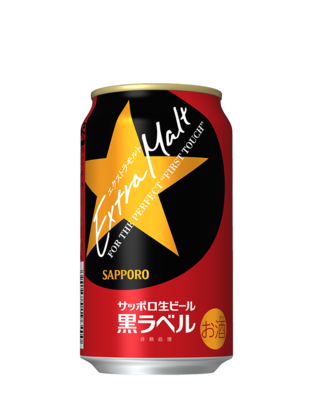 エクストラモルト
Extra Malt
FOR THE PERFECT "FIRST TOUCH"
SAPPORO
サッポロ生ビール
黒ラベル
非熱処理
お酒